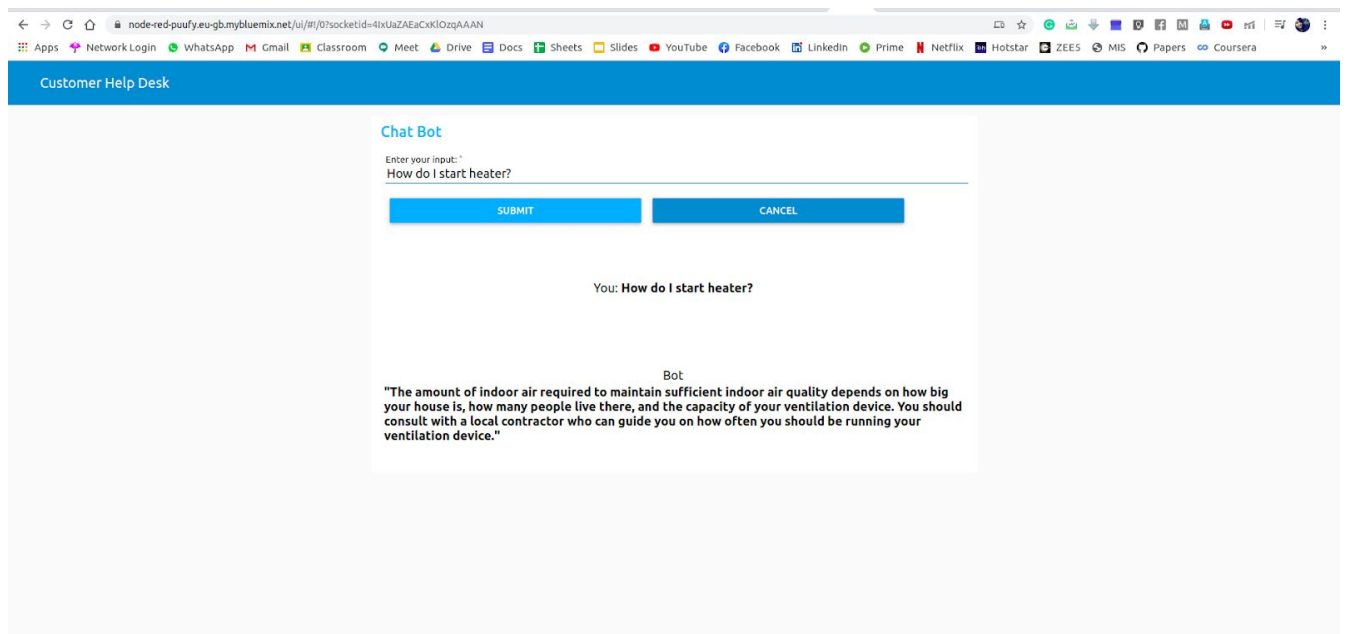 node-red-puufy.eu-gb.mybluemix.net/ui/#!/0?socketid=4IxUaZAEaCxKlOzqAAAN
Apps Network Login WhatsApp Gmail Classroom Meet Drive Docs Sheets Slides YouTube Facebook LinkedIn Prime Netflix Hotstar ZEE5 MIS Papers Coursera »
Customer Help Desk
Chat Bot
Enter your input: *
How do I start heater?
SUBMIT CANCEL
You: How do I start heater?
Bot
"The amount of indoor air required to maintain sufficient indoor air quality depends on how big
your house is, how many people live there, and the capacity of your ventilation device. You should
consult with a local contractor who can guide you on how often you should be running your
ventilation device."